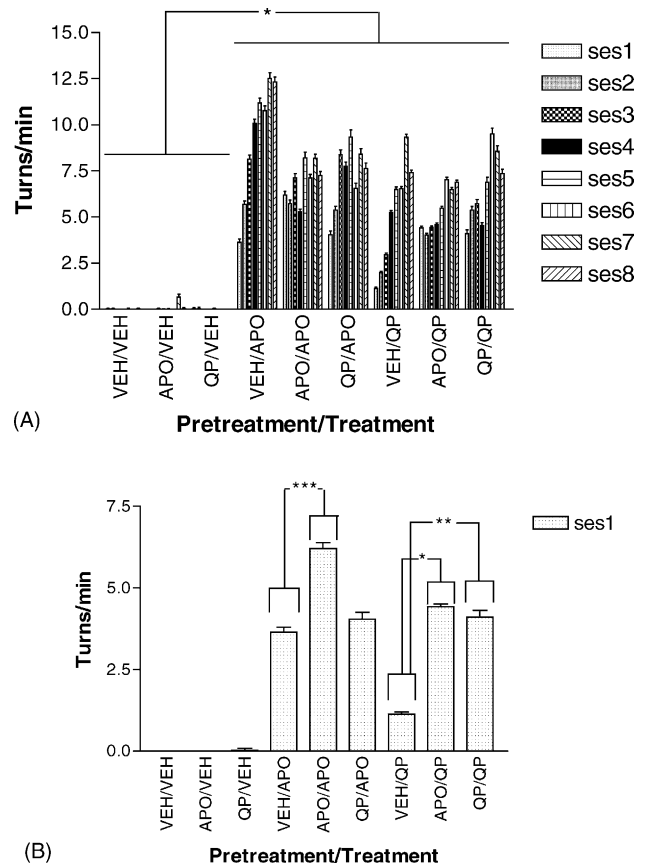 *
15.0
12.5
10.0
7.5
5.0
2.5
0.0
Turns/min
ses1
ses2
ses3
ses4
ses5
ses6
ses7
ses8
VEH/VEH
APO/VEH
QP/VEH
VEH/APO
APO/APO
QP/APO
VEH/QP
APO/QP
QP/QP
(A)
Pretreatment/Treatment
7.5
5.0
2.5
0.0
Turns/min
***
**
*
ses1
VEH/VEH
APO/VEH
QP/VEH
VEH/APO
APO/APO
QP/APO
VEH/QP
APO/QP
QP/QP
(B)
Pretreatment/Treatment